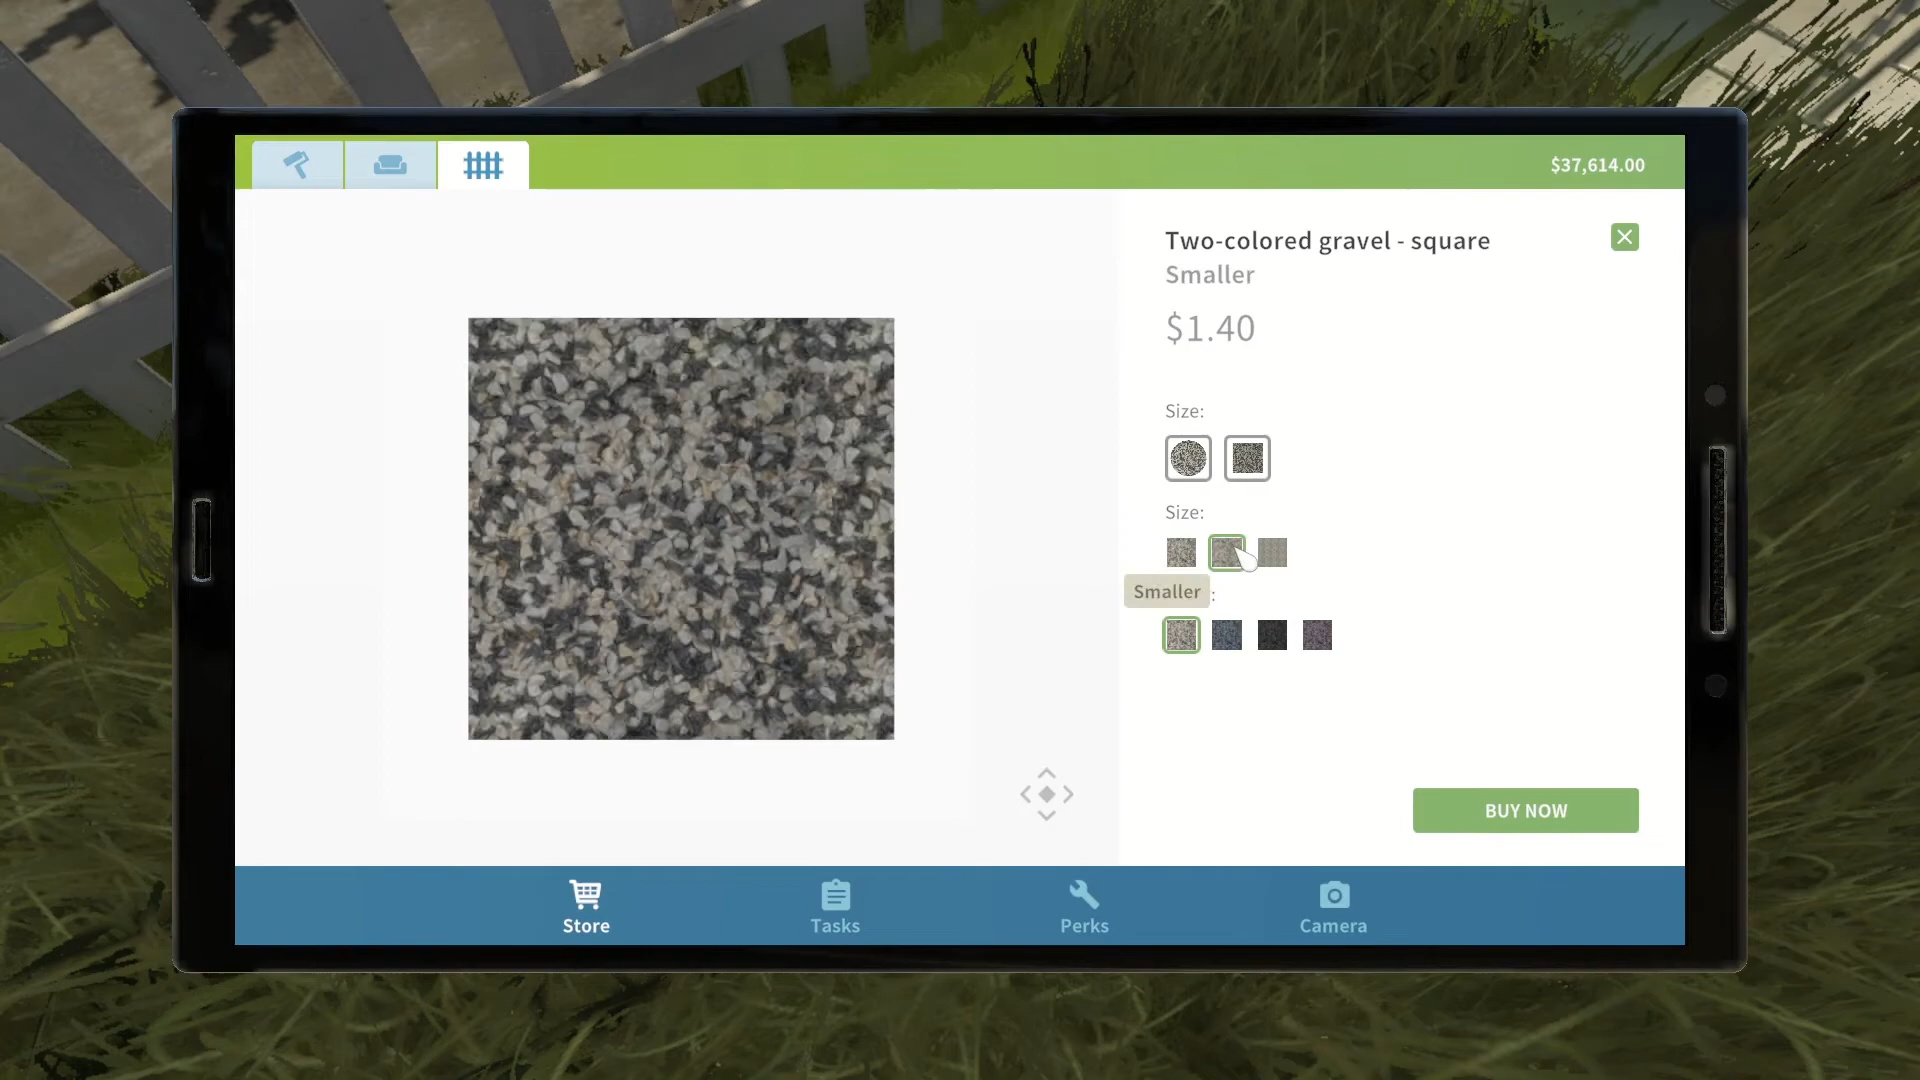 $37,614.00
Two-colored gravel - square
Smaller
$1.40
Size:
Size:
Smaller
:
BUY NOW
Store
Tasks
Perks
Camera